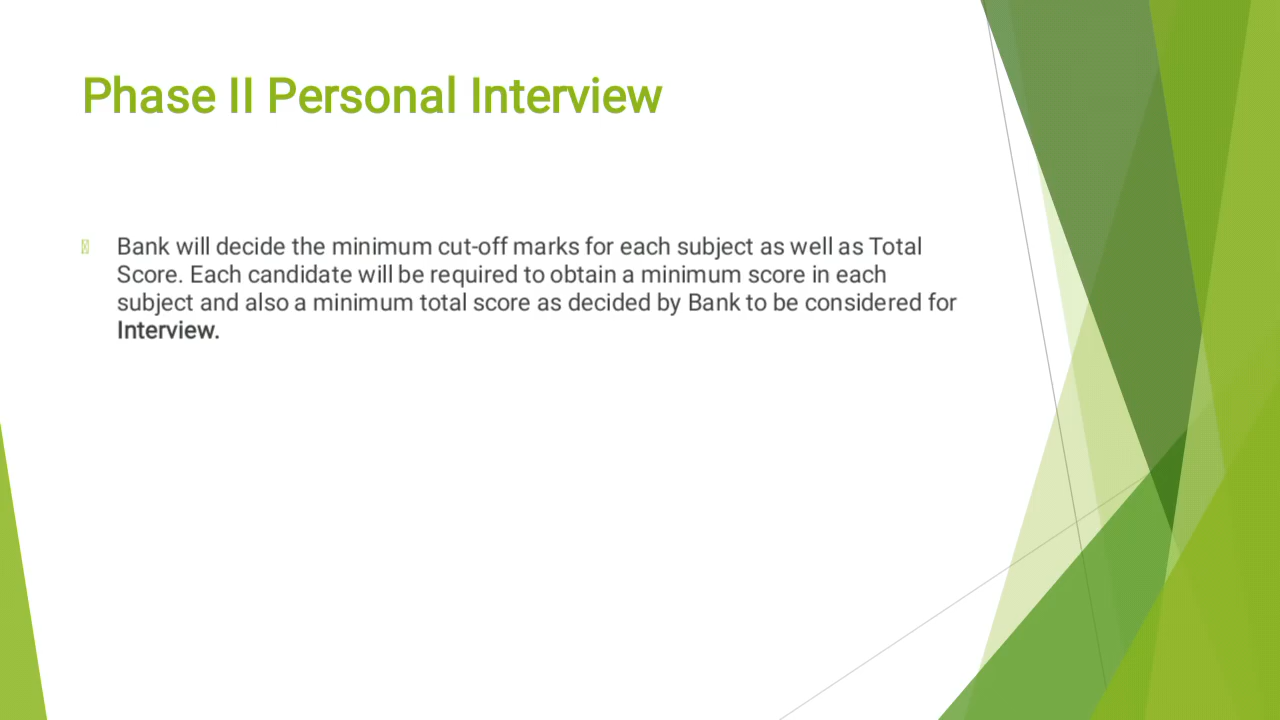 Phase II Personal Interview
Bank will decide the minimum cut-off marks for each subject as well as Total
Score. Each candidate will be required to obtain a minimum score in each
subject and also a minimum total score as decided by Bank to be considered for
Interview.